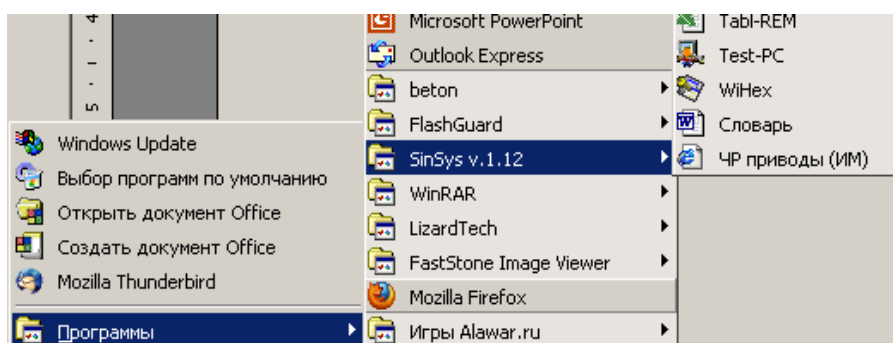 4
5
Windows Update
Выбор программ по умолчанию
Открыть документ Office
Создать документ Office
Mozilla Thunderbird
Программы
Microsoft PowerPoint
Outlook Express
beton
FlashGuard
SinSys v.1.12
WinRAR
LizardTech
FastStone Image Viewer
Mozilla Firefox
Игры Alawar.ru
Tabl-REM
Test-PC
WiHex
Словарь
ЧР приводы (ИМ)